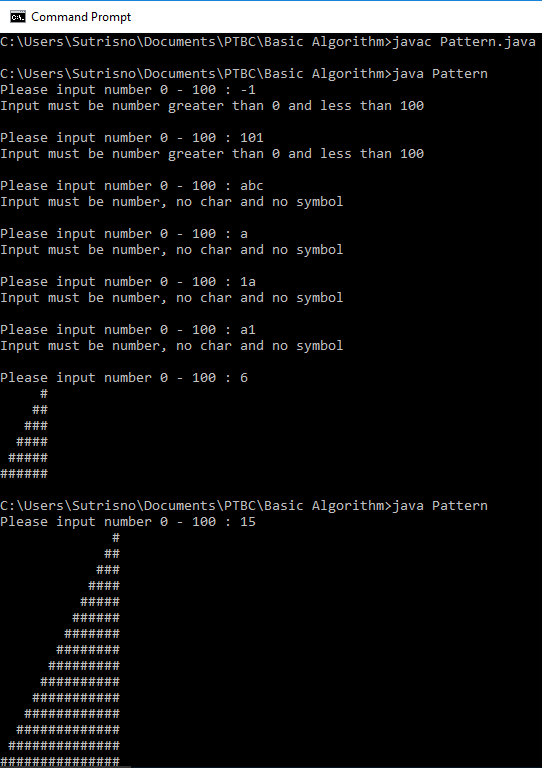 Command Prompt
C:\Users\Sutrisno\Documents\PTBC\Basic Algorithm>javac Pattern.java

C:\Users\Sutrisno\Documents\PTBC\Basic Algorithm>java Pattern
Please input number 0 - 100 : -1
Input must be number greater than 0 and less than 100

Please input number 0 - 100 : 101
Input must be number greater than 0 and less than 100

Please input number 0 - 100 : abc
Input must be number, no char and no symbol

Please input number 0 - 100 : a
Input must be number, no char and no symbol

Please input number 0 - 100 : 1a
Input must be number, no char and no symbol

Please input number 0 - 100 : a1
Input must be number, no char and no symbol

Please input number 0 - 100 : 6
     #
    ##
   ###
  ####
 #####
######

C:\Users\Sutrisno\Documents\PTBC\Basic Algorithm>java Pattern
Please input number 0 - 100 : 15
              #
             ##
            ###
           ####
          #####
         ######
        #######
       ########
      #########
     ##########
    ###########
   ############
  #############
 ##############
###############_